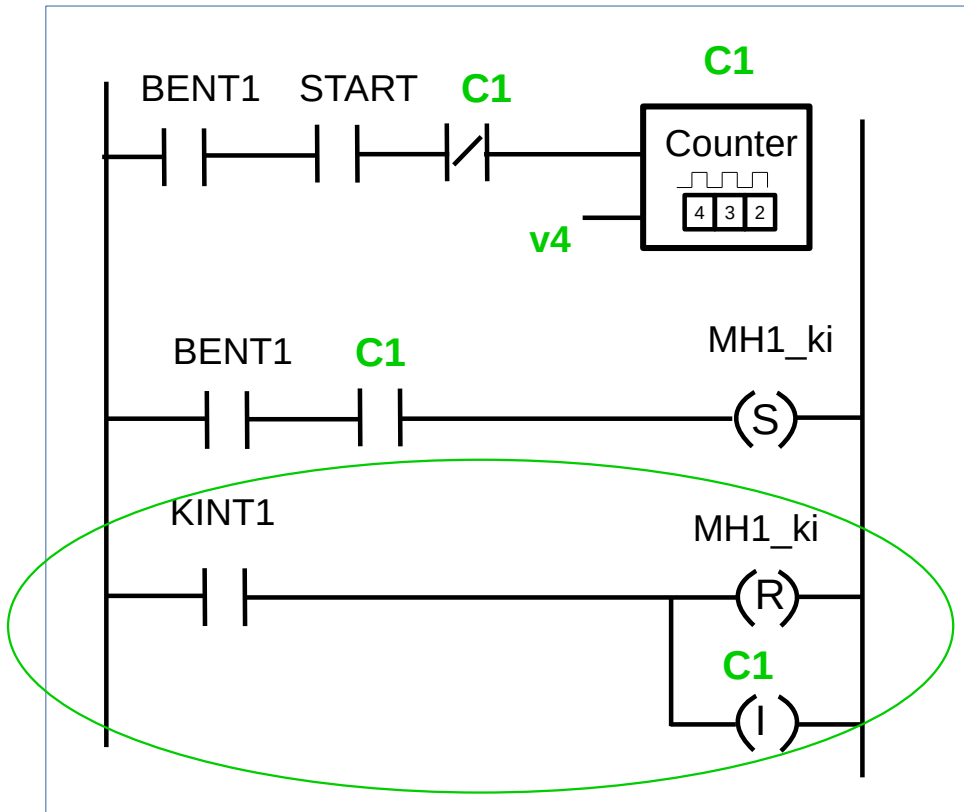 C1
BENT1 START C1
Counter
4 3 2
v4
MH1_ki
BENT1 C1
S
KINT1
MH1_ki
R
C1
I